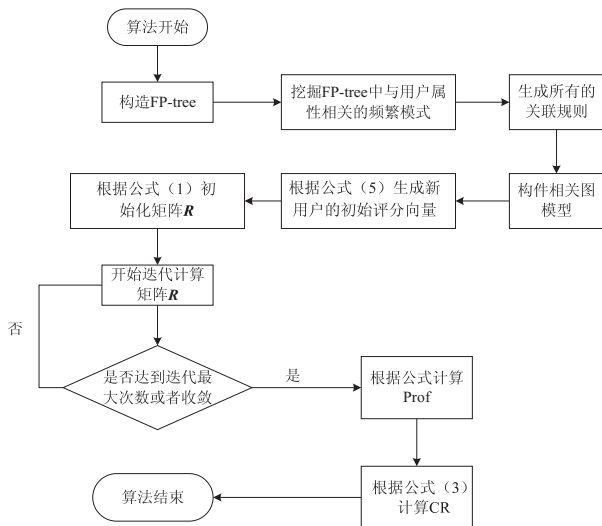 算法开始
构造FP-tree
挖掘FP-tree中与用户属
性相关的频繁模式
生成所有的
关联规则
构件相关图
模型
根据公式（5）生成新
用户的初始评分向量
根据公式（1）初
始化矩阵R
开始迭代计算
矩阵R
否
是否达到迭代最
大次数或者收敛
是
根据公式计算
Prof
根据公式（3）
计算CR
算法结束